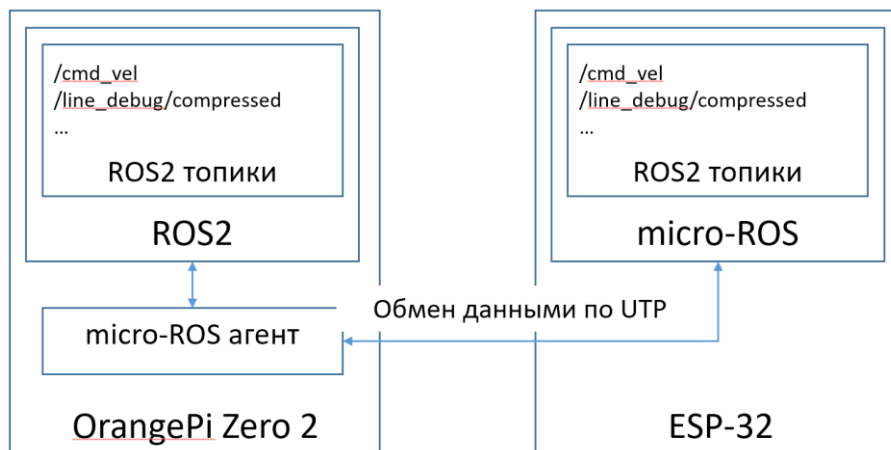 /cmd_vel
/line_debug/compressed
...
ROS2 топики
ROS2
micro-ROS агент
OrangePi Zero 2
Обмен данными по UTP
/cmd_vel
/line_debug/compressed
...
ROS2 топики
micro-ROS
ESP-32